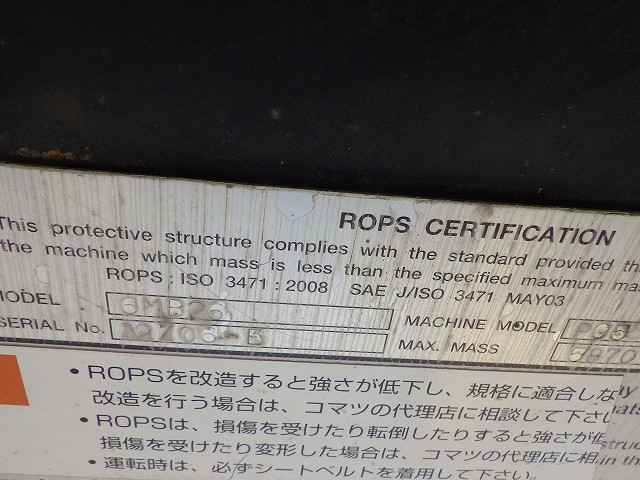 ROPS CERTIFICATION
This protective structure complies with the standard provided
the machine which mass is less than the specified maximum
ROPS : ISO 3471 : 2008 SAE J/ISO 3471 MAY03
MODEL
MACHINE MODEL
SERIAL No.
MAX. MASS
• ROPSを改造すると強さが低下し、規格に適合しな
改造を行う場合は、コマツの代理店に相談して下さ
• ROPSは、損傷を受けたり転倒したりすると強さが
損傷を受けたり変形した場合は、コマツの代理店に相
• 運転時は、必ずシートベルトを着用して下さい。